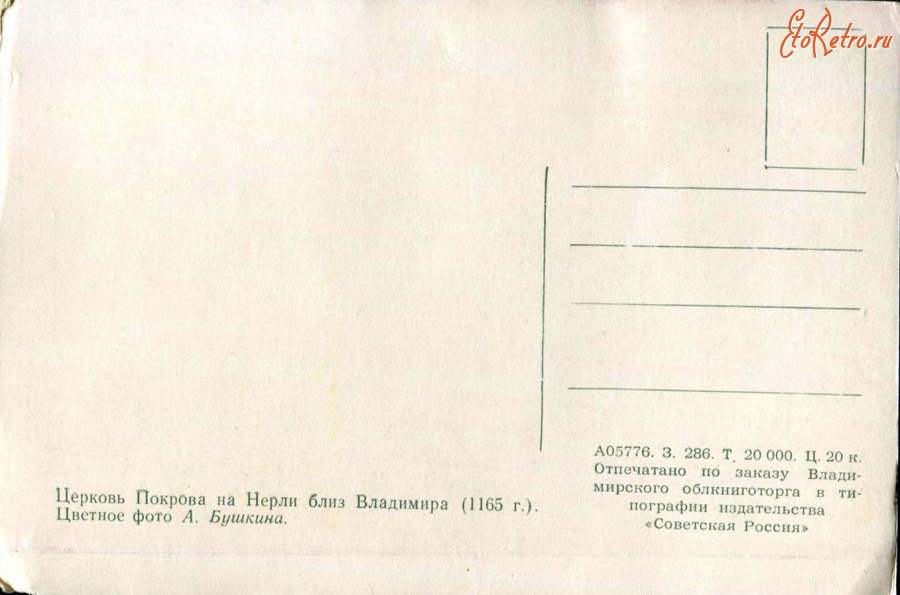 EtoRetro.ru
Церковь Покрова на Нерли близ Владимира (1165 г.).
Цветное фото А. Бушкина.
А05776. З. 286. Т. 20 000. Ц. 20 к.
Отпечатано по заказу Влади-
мирского облкниготорга в ти-
пографии издательства
«Советская Россия»